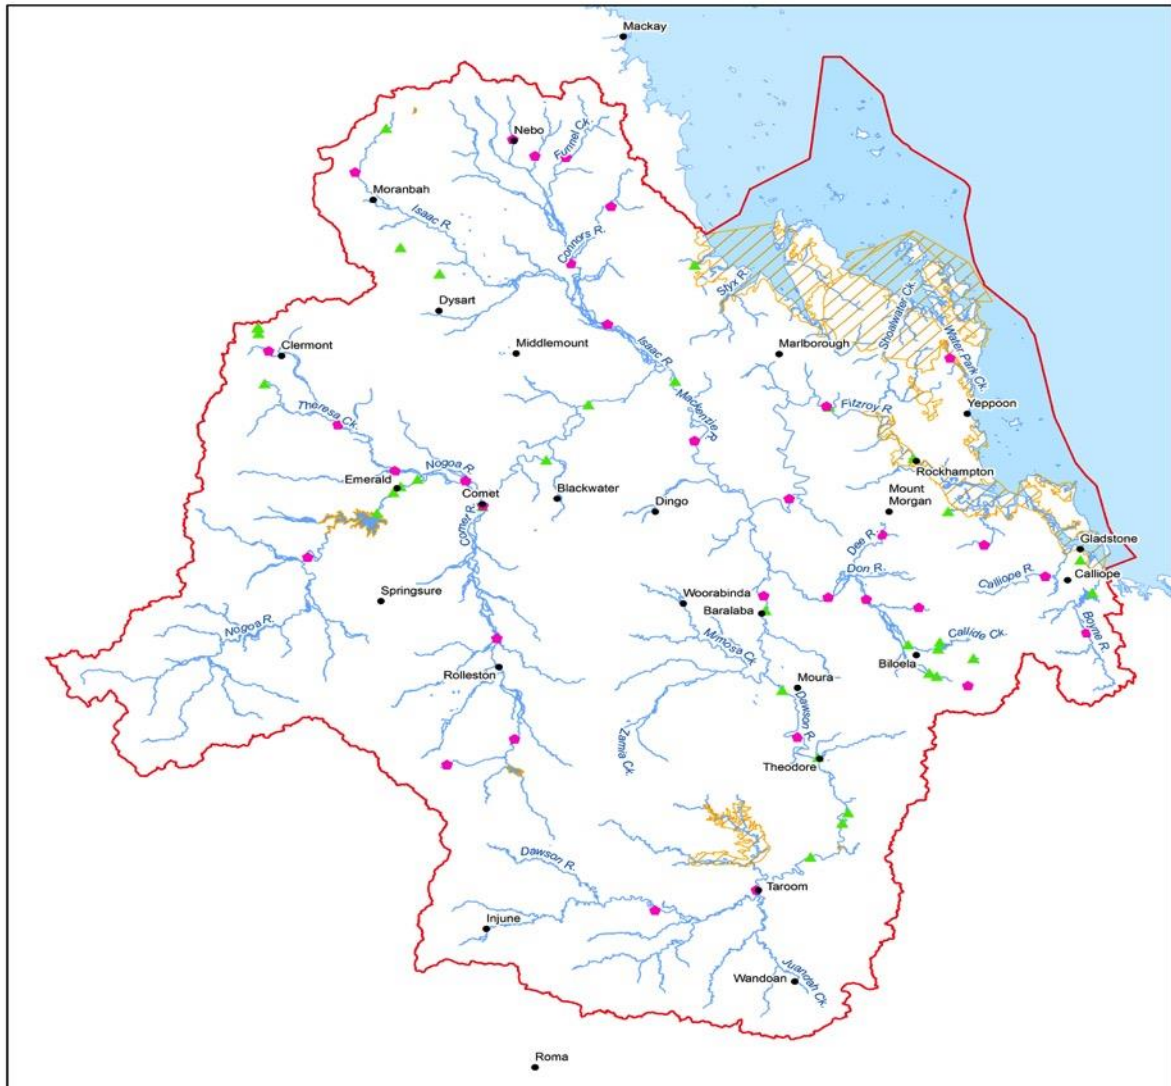 Mackay
Nebo
Funnel Ck.
Moranbah
Isaac R.
Connors R.
Styx R.
Dysart
Shoalwater Ck.
Clermont
Middlemount
Isaac R.
Marlborough
Water Park Ck.
Theresa Ck.
Mackenzie R.
Fitzroy R.
Yeppoon
Nogoa R.
Rockhampton
Emerald
Comet
Blackwater
Dingo
Mount
Morgan
Comet R.
Dee R.
Gladstone
Don R.
Calliope R.
Calliope
Springsure
Woorabinda
Baralaba
Nogoa R.
Mimosa Ck.
Callide Ck.
Boyne R.
Rolleston
Biloela
Moura
Dawson R.
Zamia Ck.
Theodore
Dawson R.
Taroom
Injune
Wandoan
Juandah Ck.
Roma